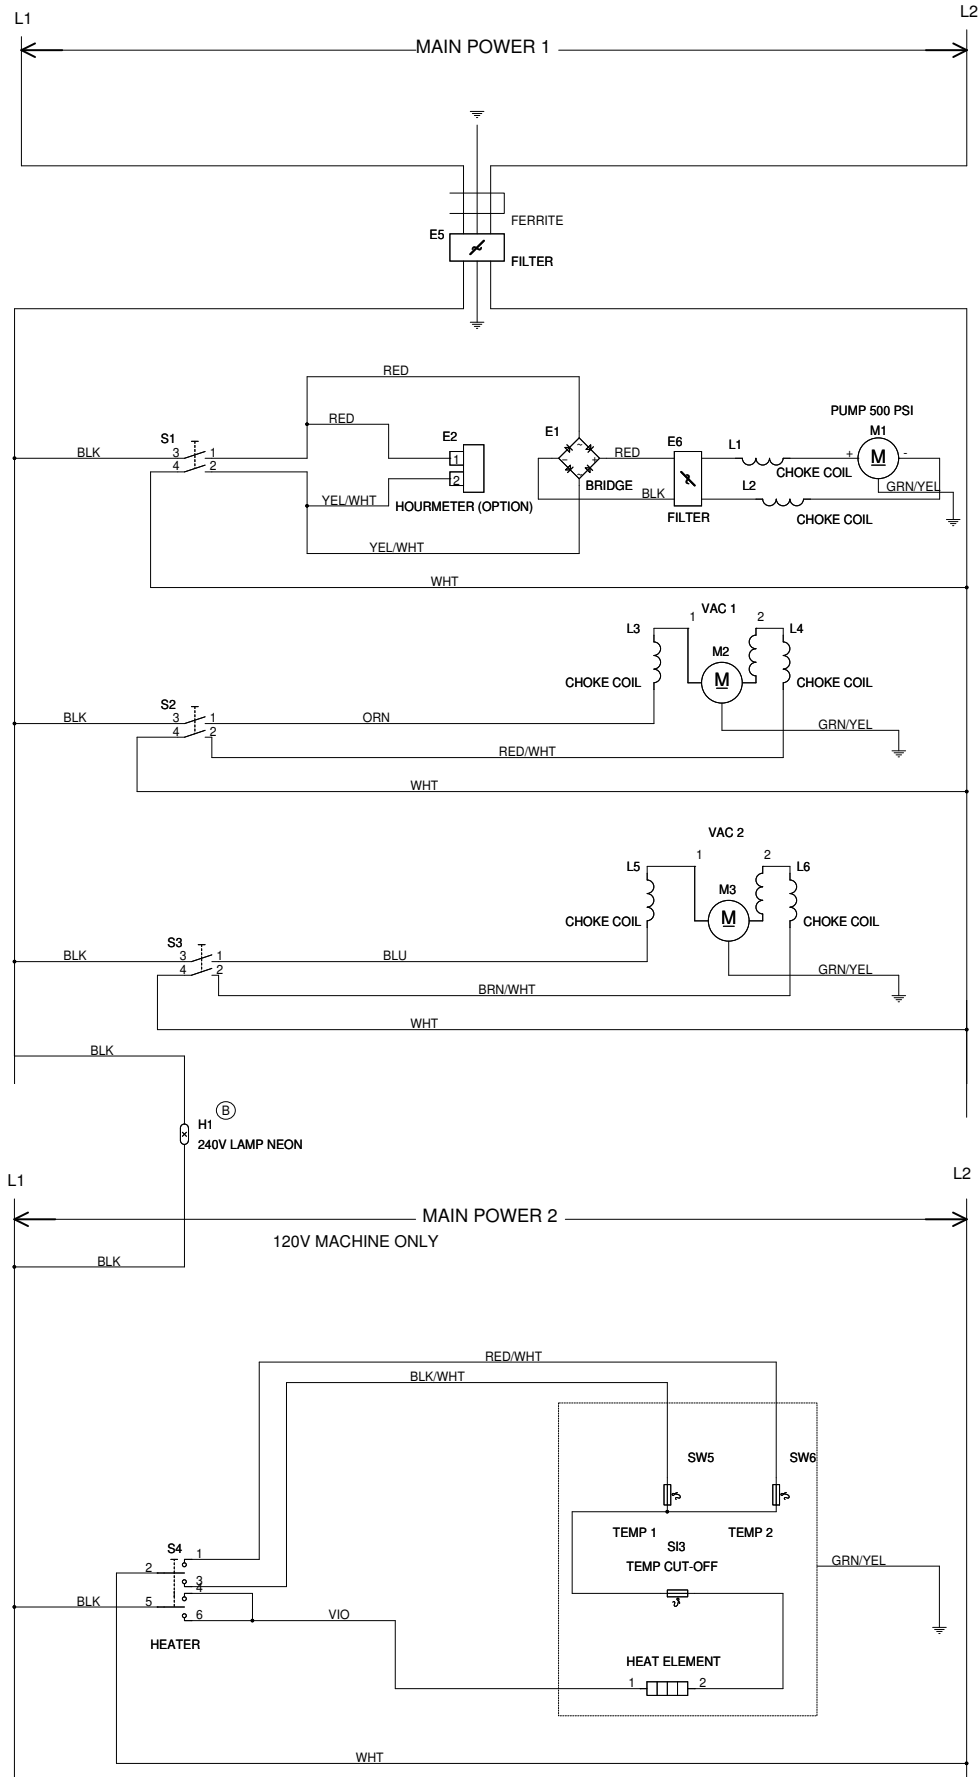 L1
L2
MAIN POWER 1
FERRITE
E5
FILTER
RED
PUMP 500 PSI
RED
M1
S1
E2
E1
E6
L1
BLK
3
1
1
RED
+
M
-
4
2
2
CHOKE COIL
BRIDGE
L2
GRN/YEL
YEL/WHT
BLK
HOURMETER (OPTION)
FILTER
CHOKE COIL
YEL/WHT
WHT
VAC 1
L3
1
2
L4
M2
CHOKE COIL
M
CHOKE COIL
S2
BLK
3
1
ORN
GRN/YEL
4
2
RED/WHT
WHT
VAC 2
L5
1
2
L6
M3
CHOKE COIL
M
CHOKE COIL
S3
BLK
3
1
BLU
4
2
GRN/YEL
BRN/WHT
WHT
BLK
B
H1
240V LAMP NEON
L1
L2
MAIN POWER 2
120V MACHINE ONLY
BLK
RED/WHT
BLK/WHT
SW5
SW6
TEMP 1
TEMP 2
S4
1
SI3
2
TEMP CUT-OFF
GRN/YEL
3
4
BLK
5
6
VIO
HEATER
HEAT ELEMENT
1
2
WHT